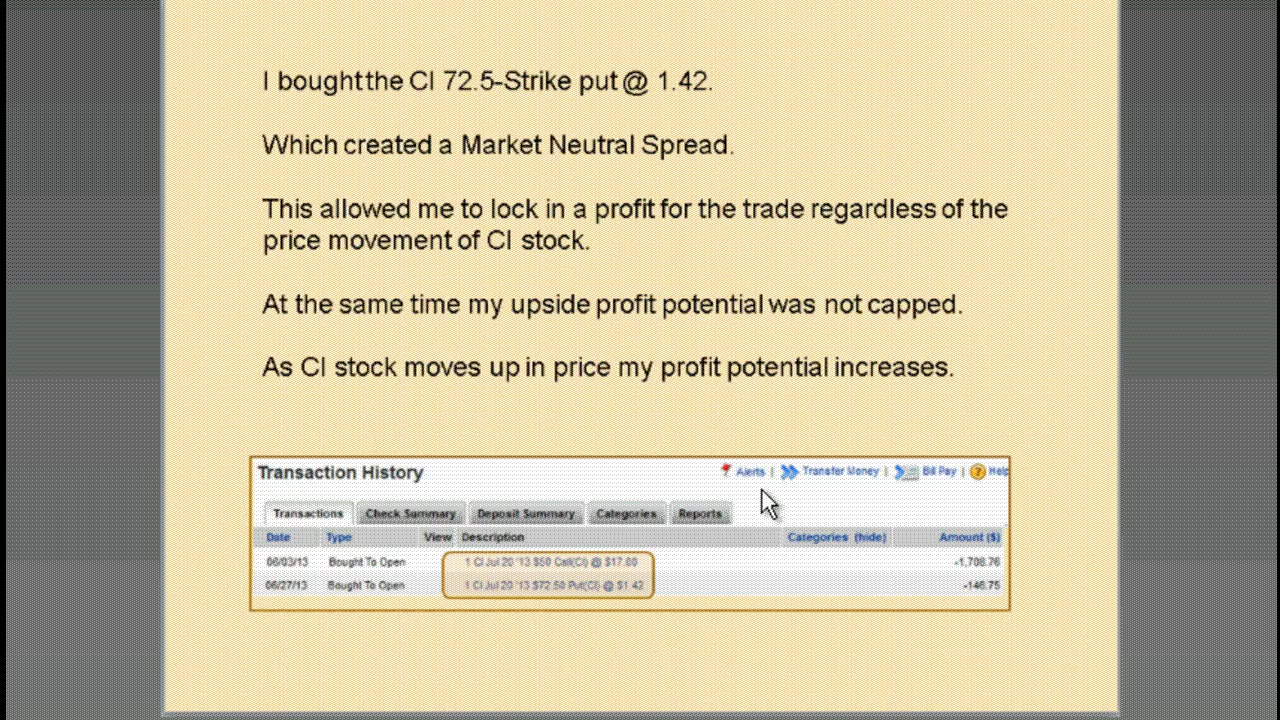 I bought the CI 72.5-Strike put @ 1.42.
Which created a Market Neutral Spread.
This allowed me to lock in a profit for the trade regardless of the
price movement of CI stock.
At the same time my upside profit potential was not capped.
As CI stock moves up in price my profit potential increases.
Transaction History
Alerts | Transfer Money | Bill Pay | ? Help
Transactions Check Summary Deposit Summary Categories Reports
Date Type View Description Categories (hide) Amount ($)
06/03/13 Bought To Open 1 CI Jul 20 '13 $50 Call(CI) @ $17.00 -1,708.76
06/27/13 Bought To Open 1 CI Jul 20 '13 $72.50 Put(CI) @ $1.42 -146.75